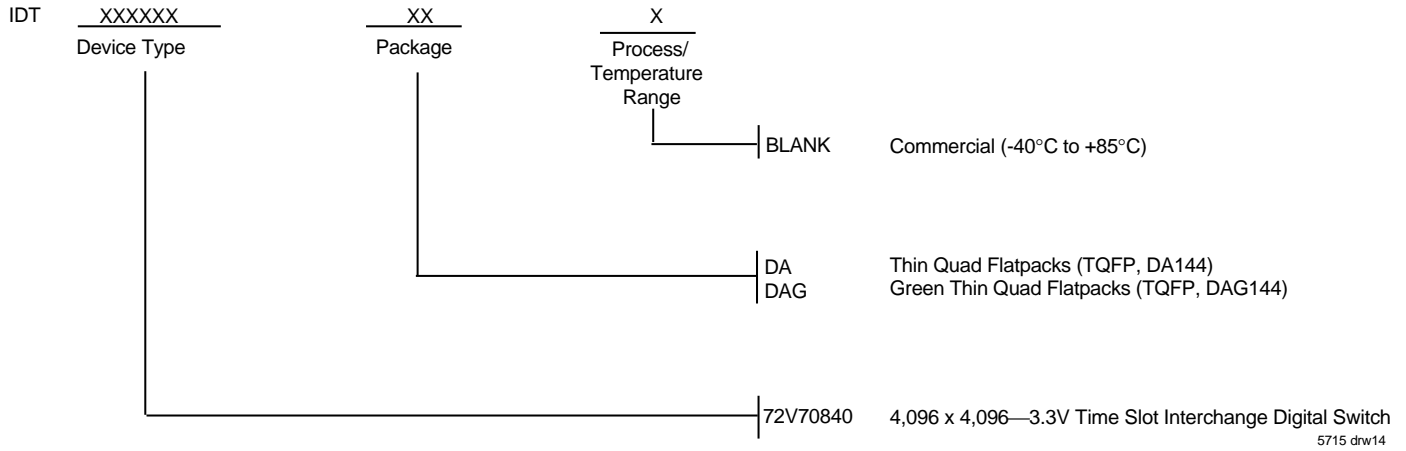 IDT XXXXXX XX X
Device Type Package Process/
Temperature
Range
BLANK Commercial (-40°C to +85°C)
DA Thin Quad Flatpacks (TQFP, DA144)
DAG Green Thin Quad Flatpacks (TQFP, DAG144)
72V70840 4,096 x 4,096—3.3V Time Slot Interchange Digital Switch
5715 drw14